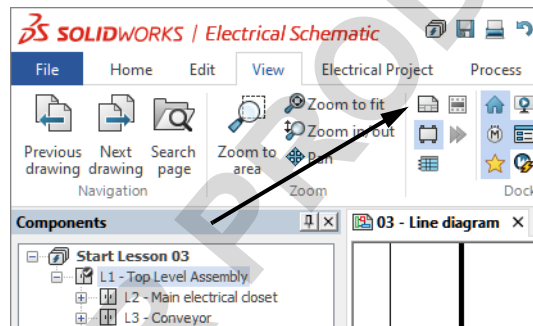 SOLIDWORKS | Electrical Schematic
File Home Edit View Electrical Project Process
Zoom to fit
Zoom in/out
Pan
Previous drawing Next drawing Search page Zoom to area
Navigation Zoom Dock
Components 03 - Line diagram
Start Lesson 03
L1 - Top Level Assembly
L2 - Main electrical closet
L3 - Conveyor